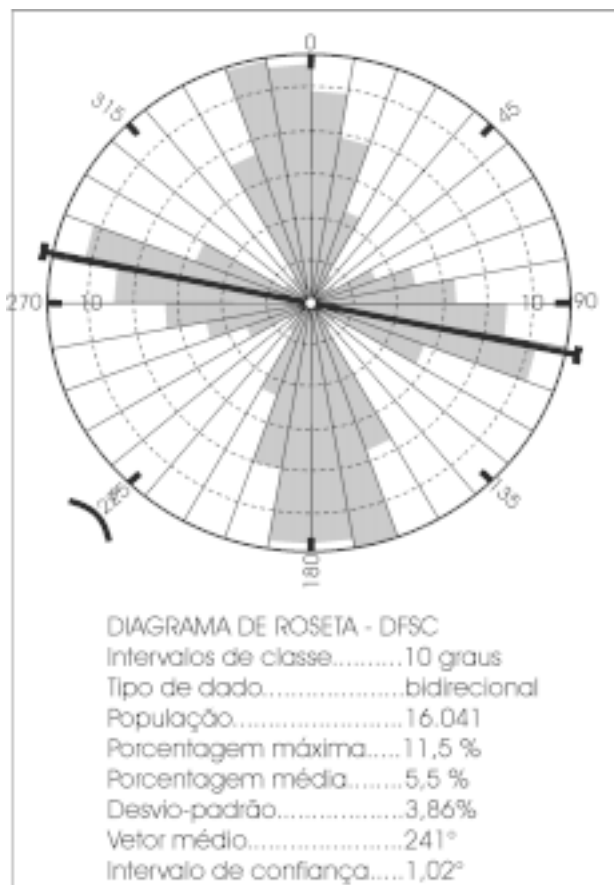 0
315
45
270
10
10
90
225
135
180
DIAGRAMA DE ROSETA - DFSC
Intervalos de classe..........10 graus
Tipo de dado.....................bidirecional
População.........................16.041
Porcentagem máxima.....11,5 %
Porcentagem média........5,5 %
Desvio-padrão..................3,86%
Vetor médio......................241°
Intervalo de confiança.....1,02°